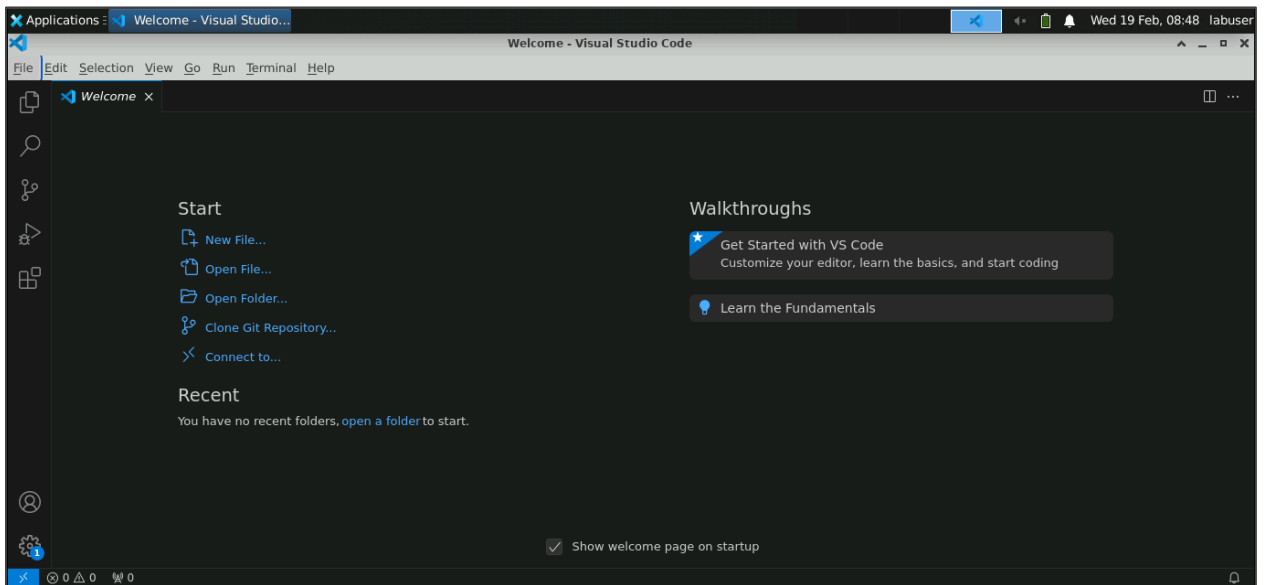 Applications Welcome - Visual Studio... Wed 19 Feb, 08:48 labuser
Welcome - Visual Studio Code
File Edit Selection View Go Run Terminal Help
Welcome
Start
New File...
Open File...
Open Folder...
Clone Git Repository...
Connect to...
Recent
You have no recent folders, open a folder to start.
Walkthroughs
Get Started with VS Code
Customize your editor, learn the basics, and start coding
Learn the Fundamentals
1
Show welcome page on startup
0 0 0